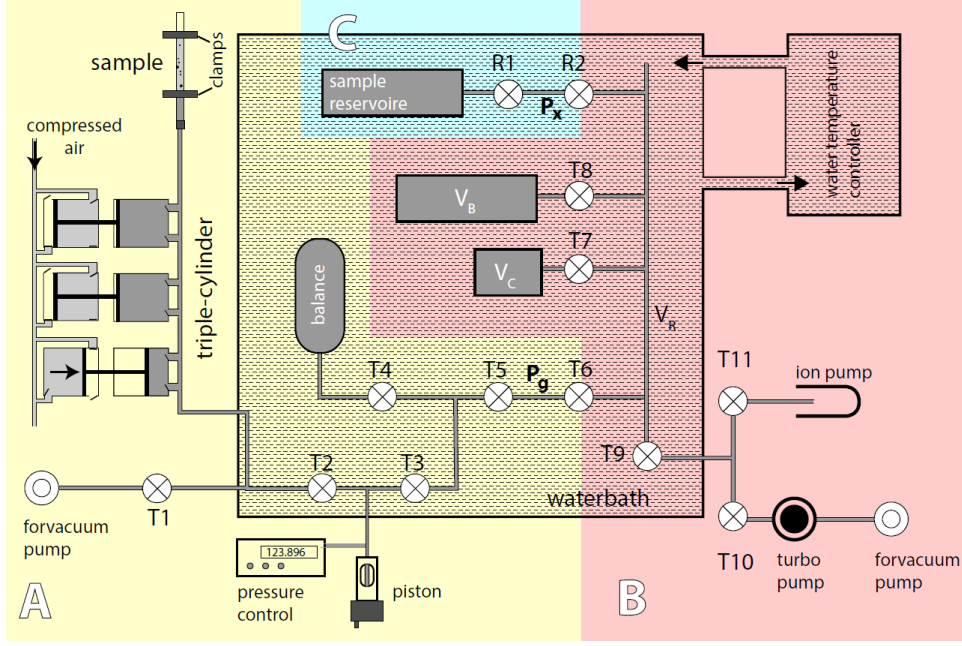 C
clamps
sample
R1
R2
sample
reservoire
Px
water temperature
controller
compressed
air
T8
VB
T7
VC
triple-cylinder
balance
VR
T4
T5
Pg
T6
T11
ion pump
T9
T2
T3
waterbath
T1
forvacuum
pump
123.896
pressure
control
piston
T10
turbo
pump
forvacuum
pump
A
B